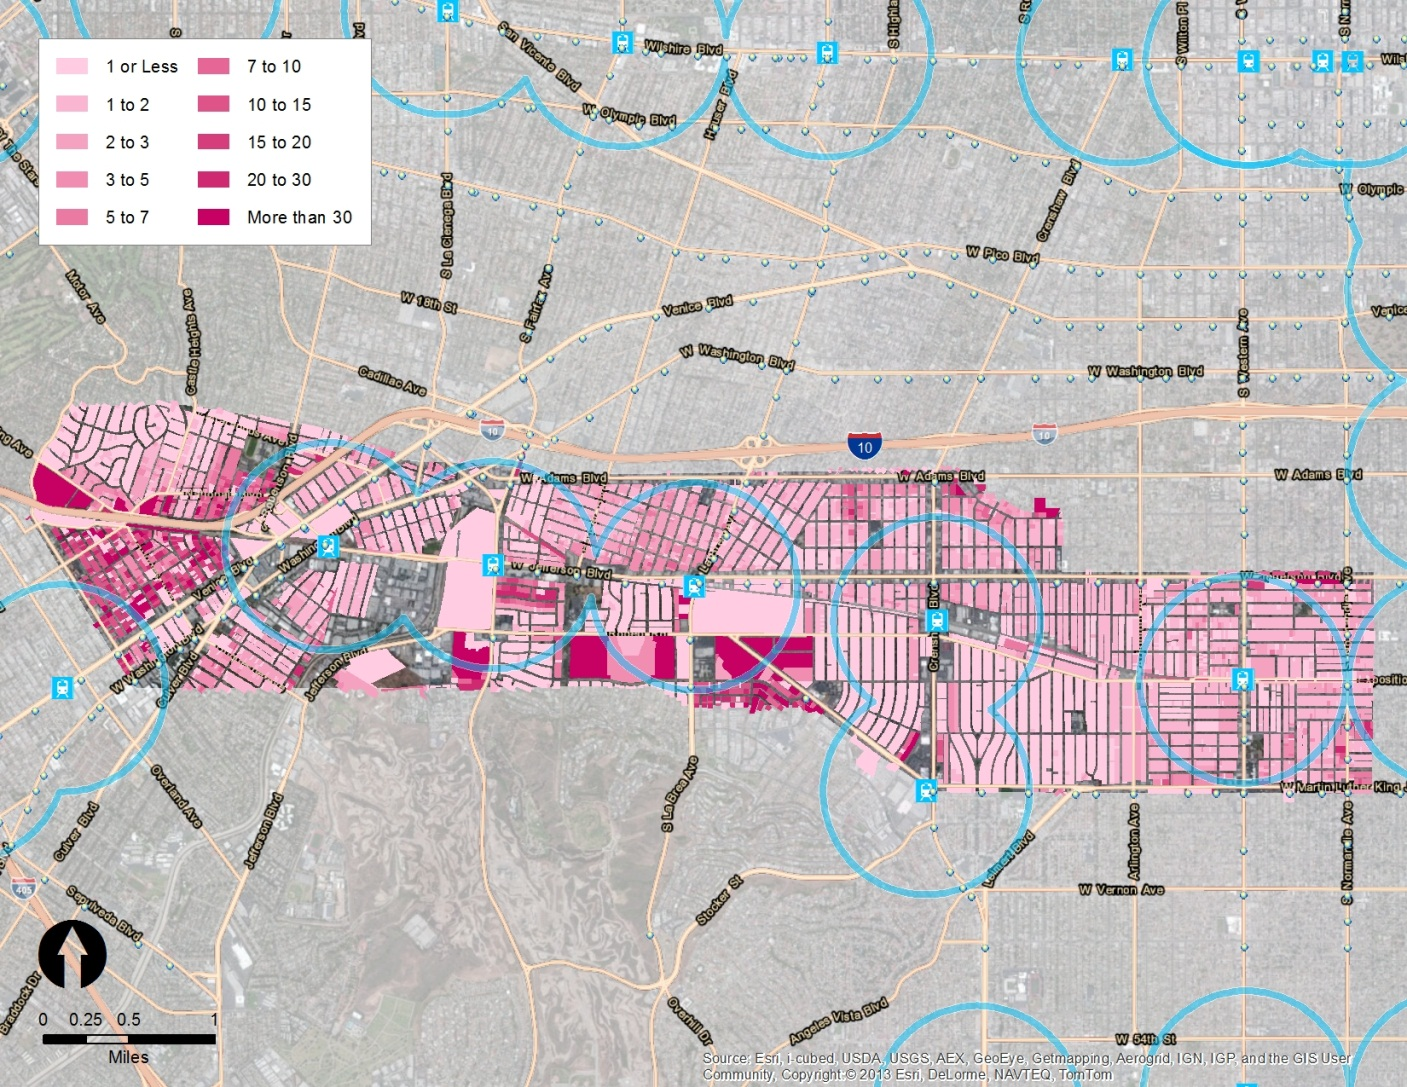 1 or Less
1 to 2
2 to 3
3 to 5
5 to 7
7 to 10
10 to 15
15 to 20
20 to 30
More than 30
San Vicente Blvd
Wilshire Blvd
W Olympic Blvd
Hauser Blvd
S Wilton Pl
W Olympic
Crenshaw Blvd
W Pico Blvd
S La Cienega Blvd
Motor Ave
Castle Heights Ave
W 18th St
S Fairfax Ave
Venice Blvd
W Washington Blvd
W Washington Blvd
S Western Ave
Cadillac Ave
10
10
10
W Adams Blvd
W Adams Blvd
W Adams Blvd
W Jefferson Blvd
Venice Blvd
W Washington Blvd
Culver Blvd
Jefferson Blvd
W Martin Luther King
Overland Ave
Culver Blvd
Jefferson Blvd
S La Brea Ave
Stocker St
Leimert Blvd
Arlington Ave
S Normandie Ave
W Vernon Ave
405
Sepulveda Blvd
Braddock Dr
Overhill Dr
Angeles Vista Blvd
W 54th St
0 0.25 0.5 1
Miles
Source: Esri, i-cubed, USDA, USGS, AEX, GeoEye, Getmapping, Aerogrid, IGN, IGP, and the GIS User
Community, Copyright:© 2013 Esri, DeLorme, NAVTEQ, TomTom